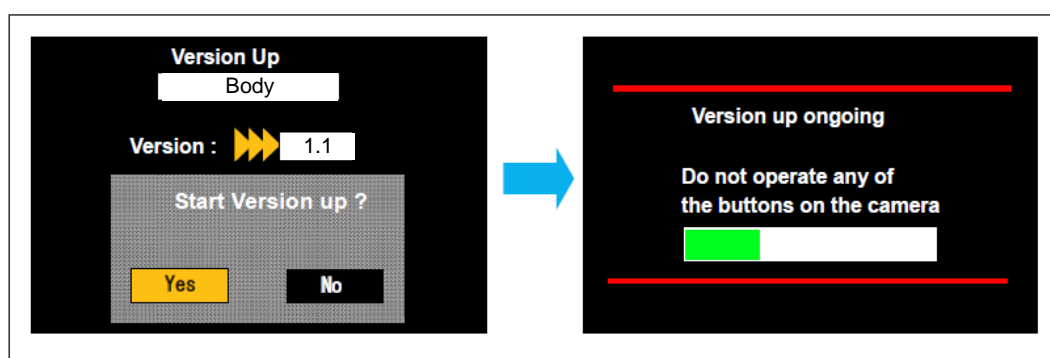 Version Up
Body
Version : 1.1
Start Version up ?
Yes No
Version up ongoing
Do not operate any of
the buttons on the camera